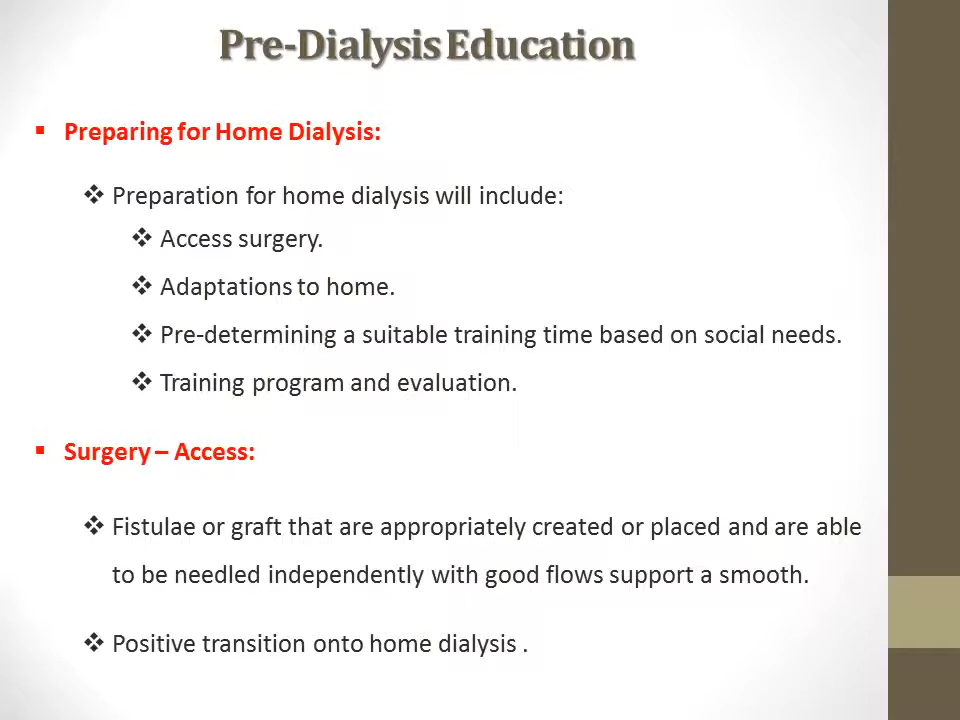 Pre-Dialysis Education
▪ Preparing for Home Dialysis:
❖ Preparation for home dialysis will include:
❖ Access surgery.
❖ Adaptations to home.
❖ Pre-determining a suitable training time based on social needs.
❖ Training program and evaluation.
▪ Surgery – Access:
❖ Fistulae or graft that are appropriately created or placed and are able
to be needled independently with good flows support a smooth.
❖ Positive transition onto home dialysis .